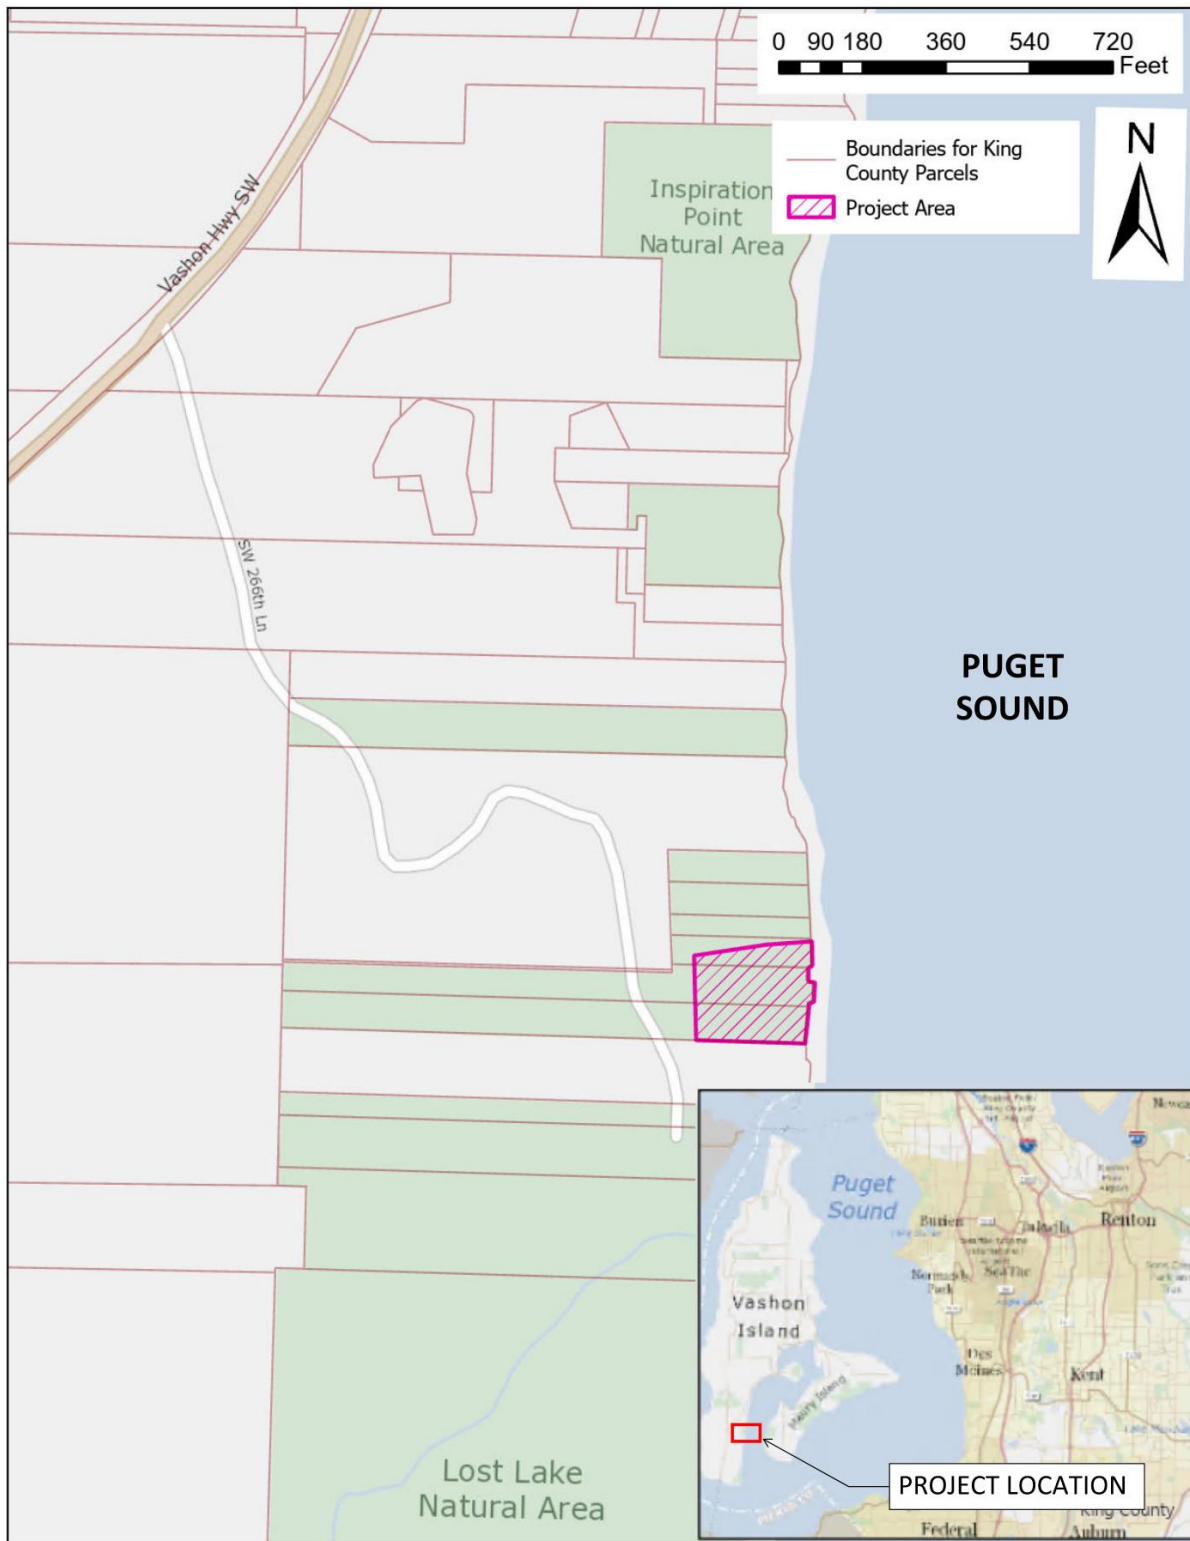 0 90 180 360 540 720
Feet
Boundaries for King
County Parcels
Project Area
N
Inspiration
Point
Natural Area
Vashon Hwy SW
SW 266th Ln
PUGET
SOUND
Lost Lake
Natural Area
Puget
Sound
Burien
Tukwila
Renton
Normandy
Park
SeaTac
Vashon
Island
Des
Moines
Kent
Maury Island
PROJECT LOCATION
King County
Federal
Auburn